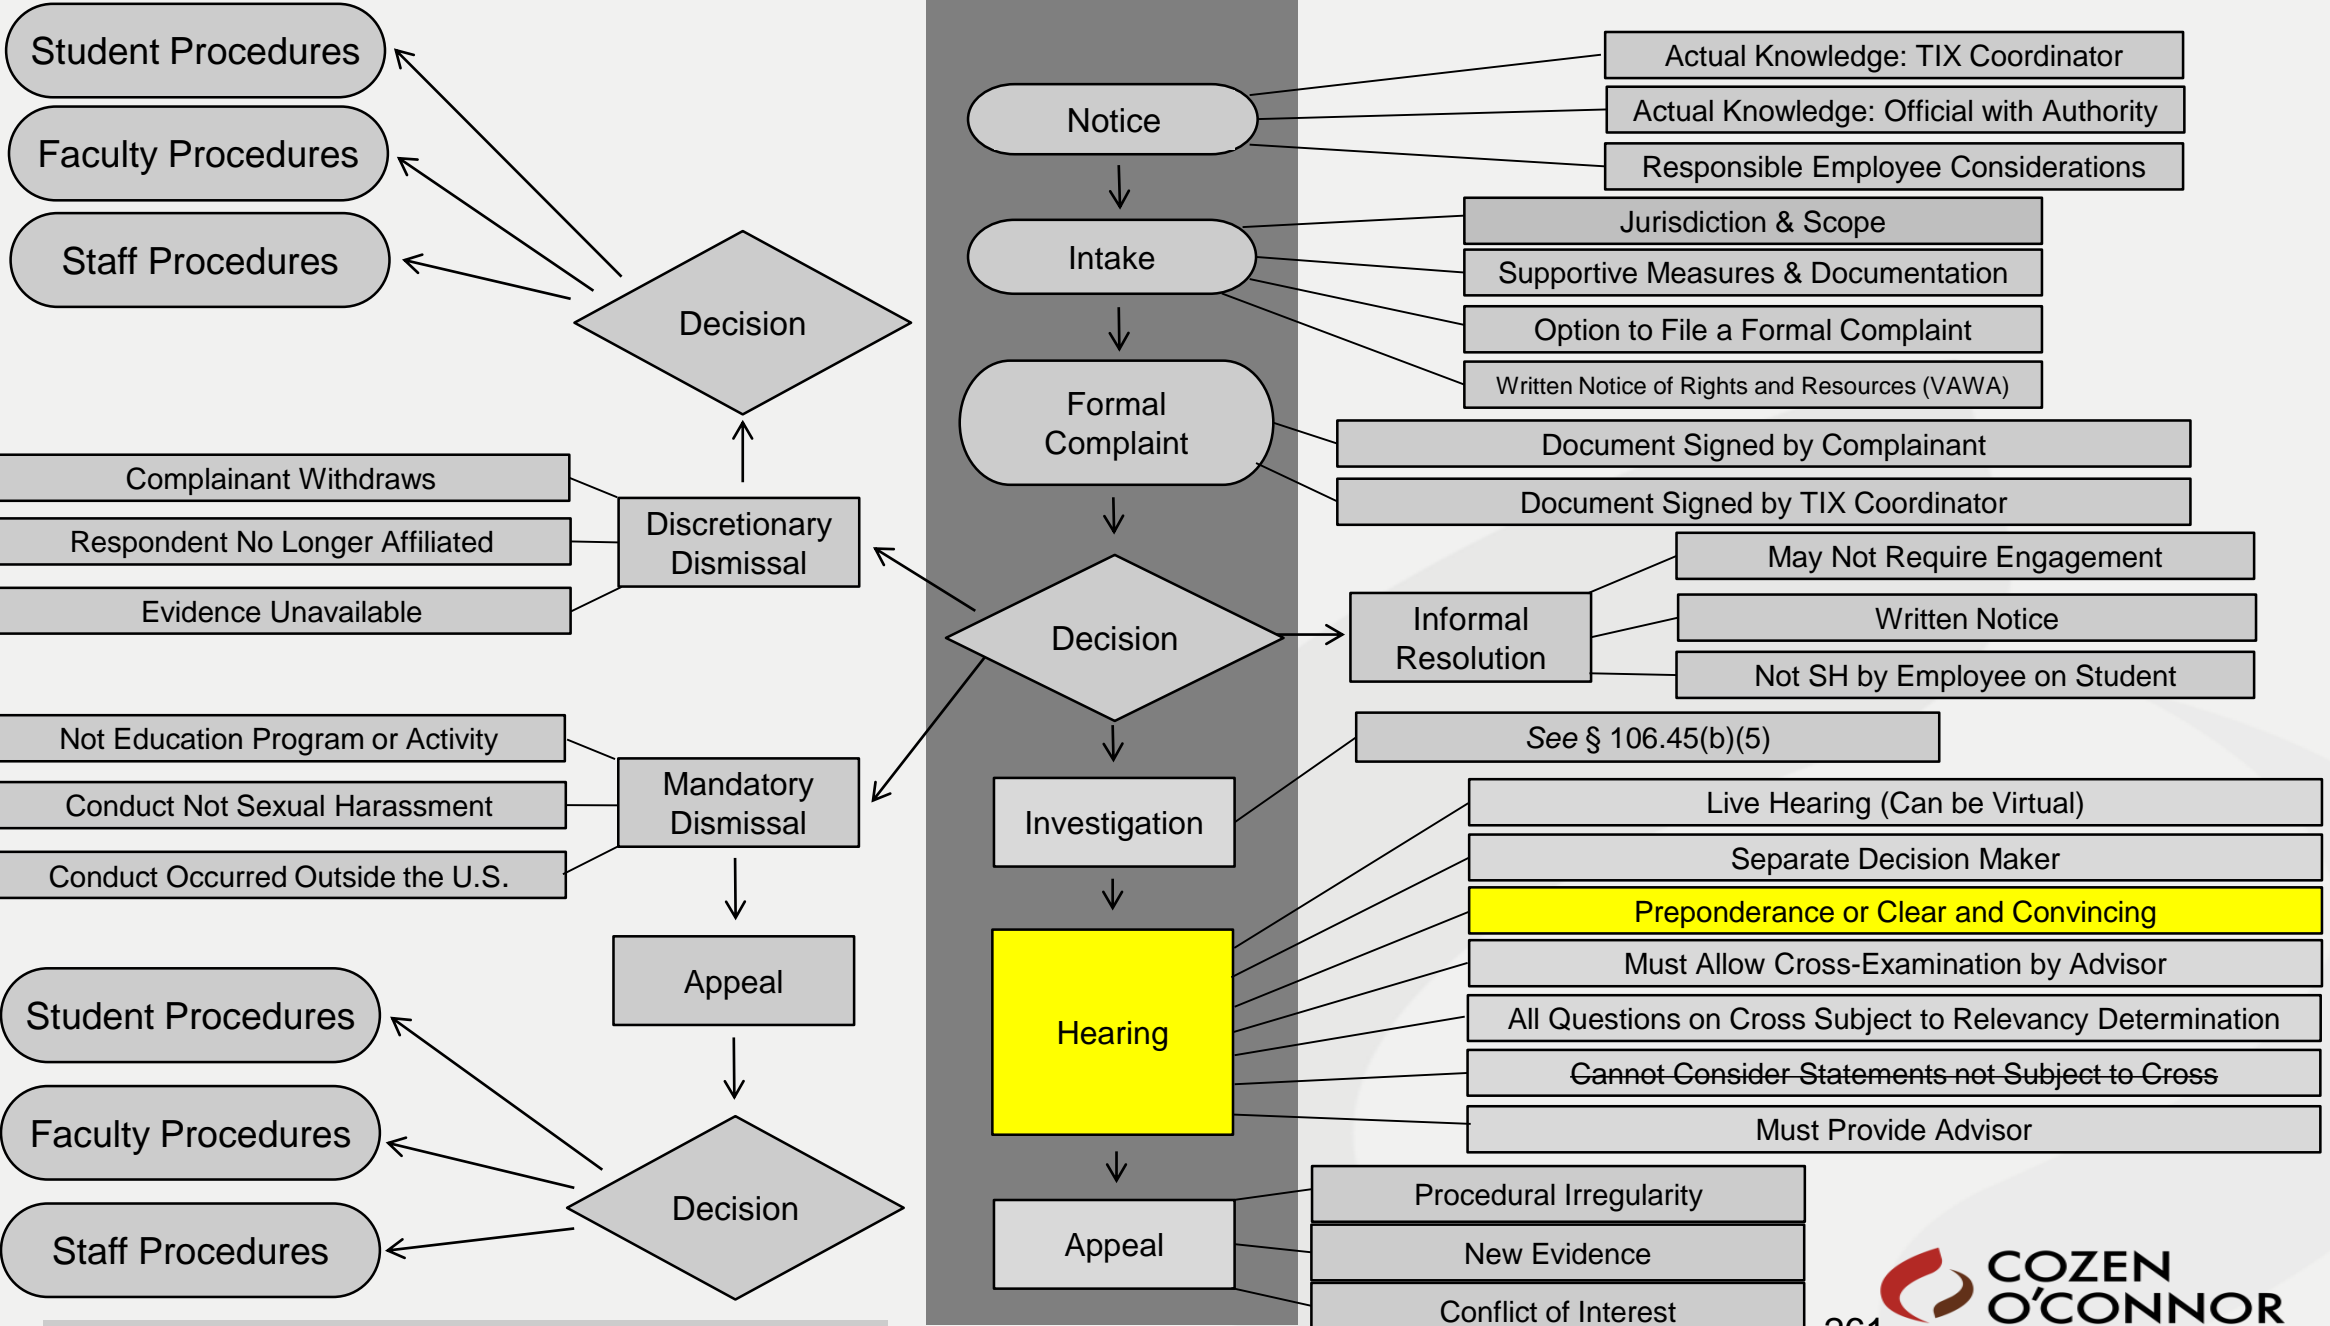 Student Procedures
Faculty Procedures
Staff Procedures
Decision
Complainant Withdraws
Respondent No Longer Affiliated
Evidence Unavailable
Discretionary
Dismissal
Not Education Program or Activity
Conduct Not Sexual Harassment
Conduct Occurred Outside the U.S.
Mandatory
Dismissal
Appeal
Student Procedures
Faculty Procedures
Staff Procedures
Decision
Notice
Intake
Formal
Complaint
Decision
Investigation
Hearing
Appeal
Actual Knowledge: TIX Coordinator
Actual Knowledge: Official with Authority
Responsible Employee Considerations
Jurisdiction & Scope
Supportive Measures & Documentation
Option to File a Formal Complaint
Written Notice of Rights and Resources (VAWA)
Document Signed by Complainant
Document Signed by TIX Coordinator
Informal
Resolution
May Not Require Engagement
Written Notice
Not SH by Employee on Student
See § 106.45(b)(5)
Live Hearing (Can be Virtual)
Separate Decision Maker
Preponderance or Clear and Convincing
Must Allow Cross-Examination by Advisor
All Questions on Cross Subject to Relevancy Determination
Cannot Consider Statements not Subject to Cross
Must Provide Advisor
Procedural Irregularity
New Evidence
Conflict of Interest
COZEN
O'CONNOR